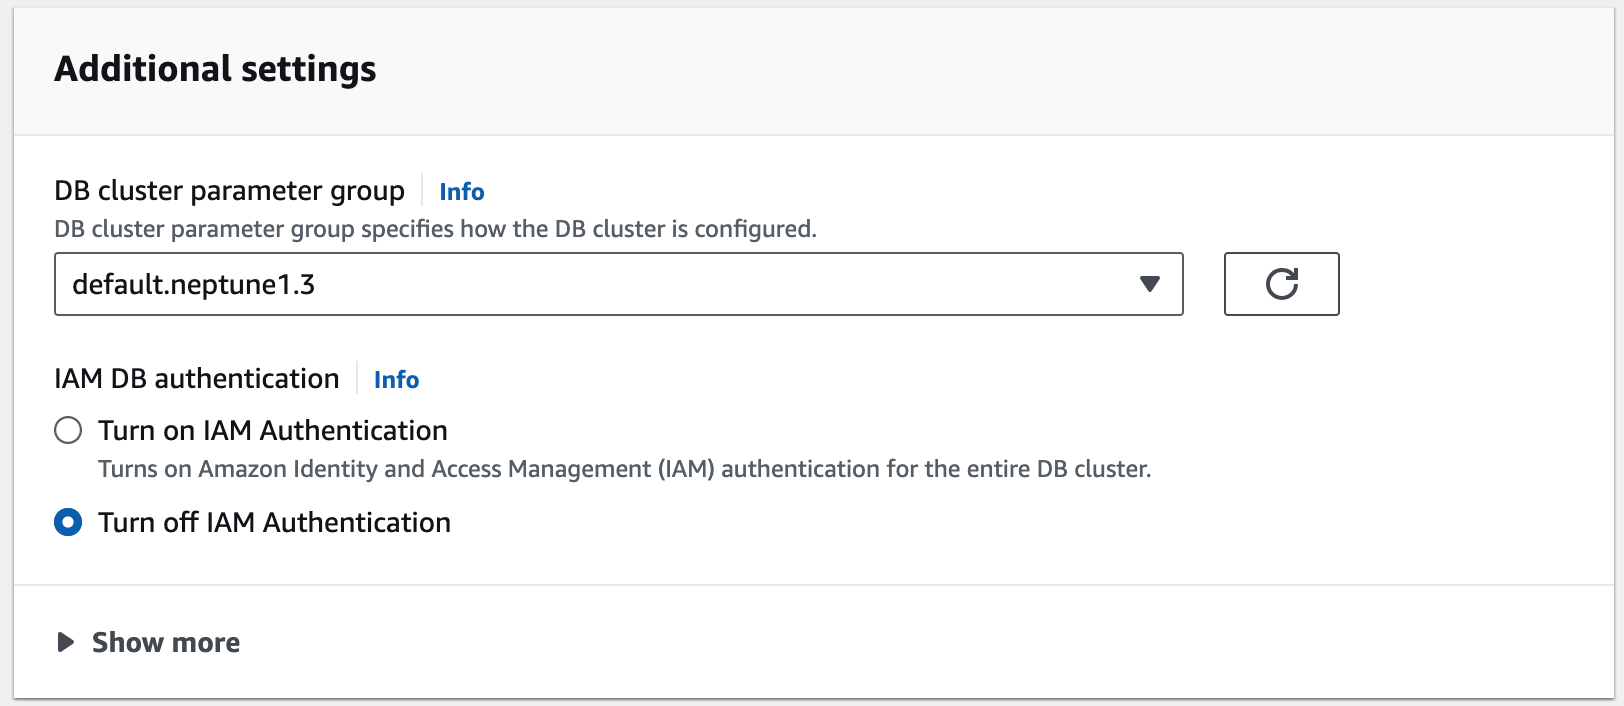 Additional settings
DB cluster parameter group Info
DB cluster parameter group specifies how the DB cluster is configured.
default.neptune1.3
IAM DB authentication Info
Turn on IAM Authentication
Turns on Amazon Identity and Access Management (IAM) authentication for the entire DB cluster.
Turn off IAM Authentication
Show more